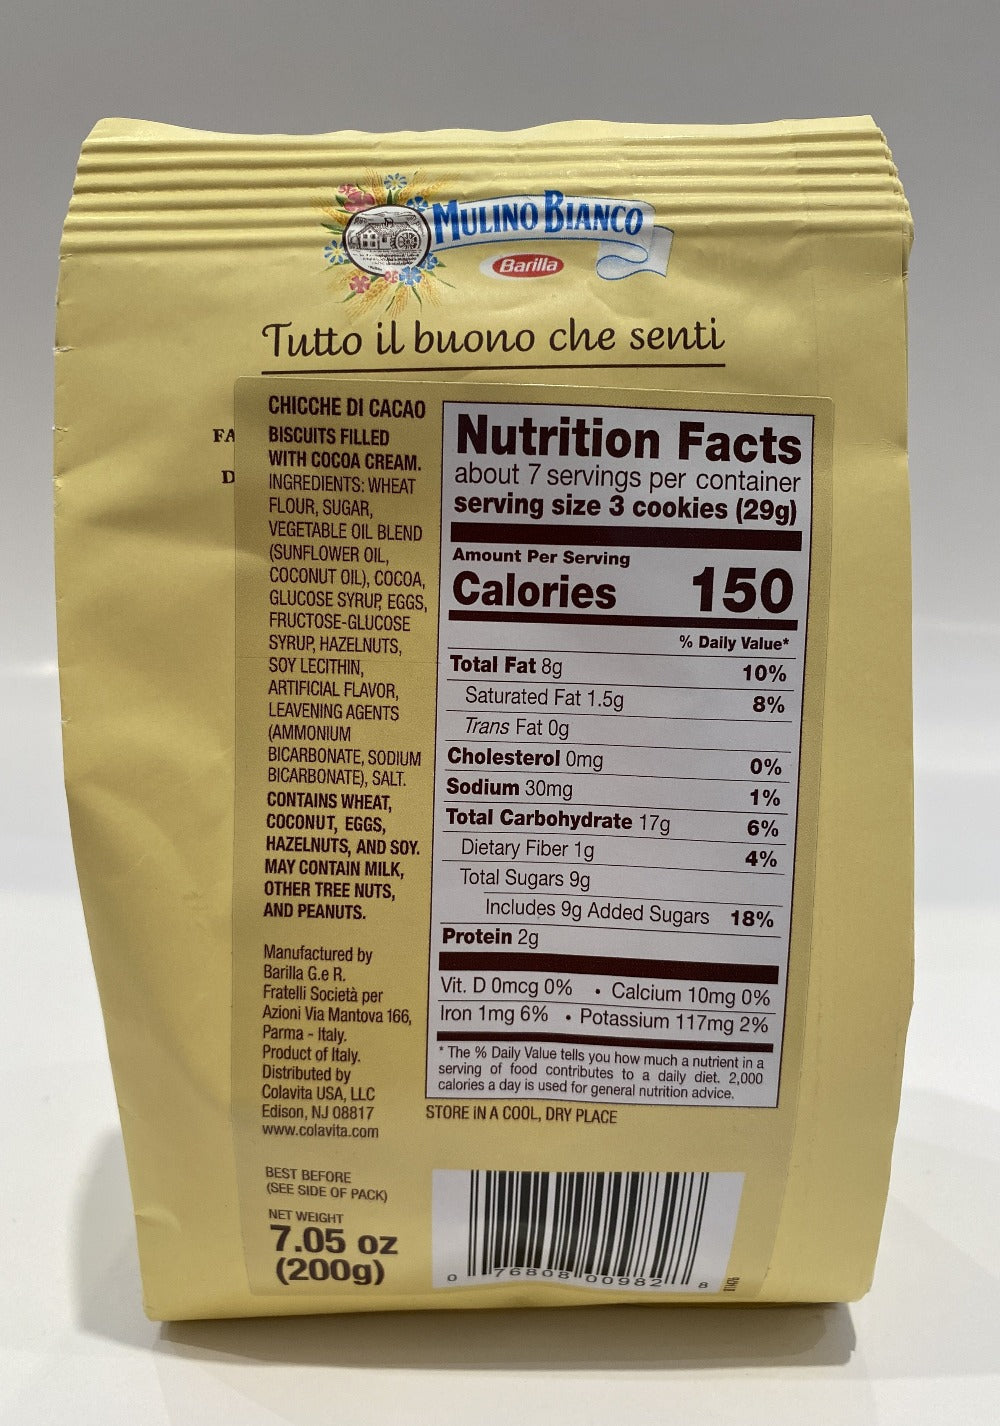 MULINO BIANCO
Barilla
Tutto il buono che senti
FA
D
CHICCHE DI CACAO
BISCUITS FILLED
WITH COCOA CREAM.
INGREDIENTS: WHEAT
FLOUR, SUGAR,
VEGETABLE OIL BLEND
(SUNFLOWER OIL,
COCONUT OIL), COCOA,
GLUCOSE SYRUP, EGGS,
FRUCTOSE-GLUCOSE
SYRUP, HAZELNUTS,
SOY LECITHIN,
ARTIFICIAL FLAVOR,
LEAVENING AGENTS
(AMMONIUM
BICARBONATE, SODIUM
BICARBONATE), SALT.
CONTAINS WHEAT,
COCONUT, EGGS,
HAZELNUTS, AND SOY.
MAY CONTAIN MILK,
OTHER TREE NUTS,
AND PEANUTS.
Manufactured by
Barilla G.e R.
Fratelli Società per
Azioni Via Mantova 166,
Parma - Italy.
Product of Italy.
Distributed by
Colavita USA, LLC
Edison, NJ 08817
www.colavita.com
BEST BEFORE
(SEE SIDE OF PACK)
NET WEIGHT
7.05 oz
(200g)
Nutrition Facts
about 7 servings per container
serving size 3 cookies (29g)
Amount Per Serving
Calories 150
% Daily Value*
Total Fat 8g 10%
Saturated Fat 1.5g 8%
Trans Fat 0g
Cholesterol 0mg 0%
Sodium 30mg 1%
Total Carbohydrate 17g 6%
Dietary Fiber 1g 4%
Total Sugars 9g
Includes 9g Added Sugars 18%
Protein 2g
Vit. D 0mcg 0% • Calcium 10mg 0%
Iron 1mg 6% • Potassium 117mg 2%
* The % Daily Value tells you how much a nutrient in a
serving of food contributes to a daily diet. 2,000
calories a day is used for general nutrition advice.
STORE IN A COOL, DRY PLACE
0 76808 00982 8